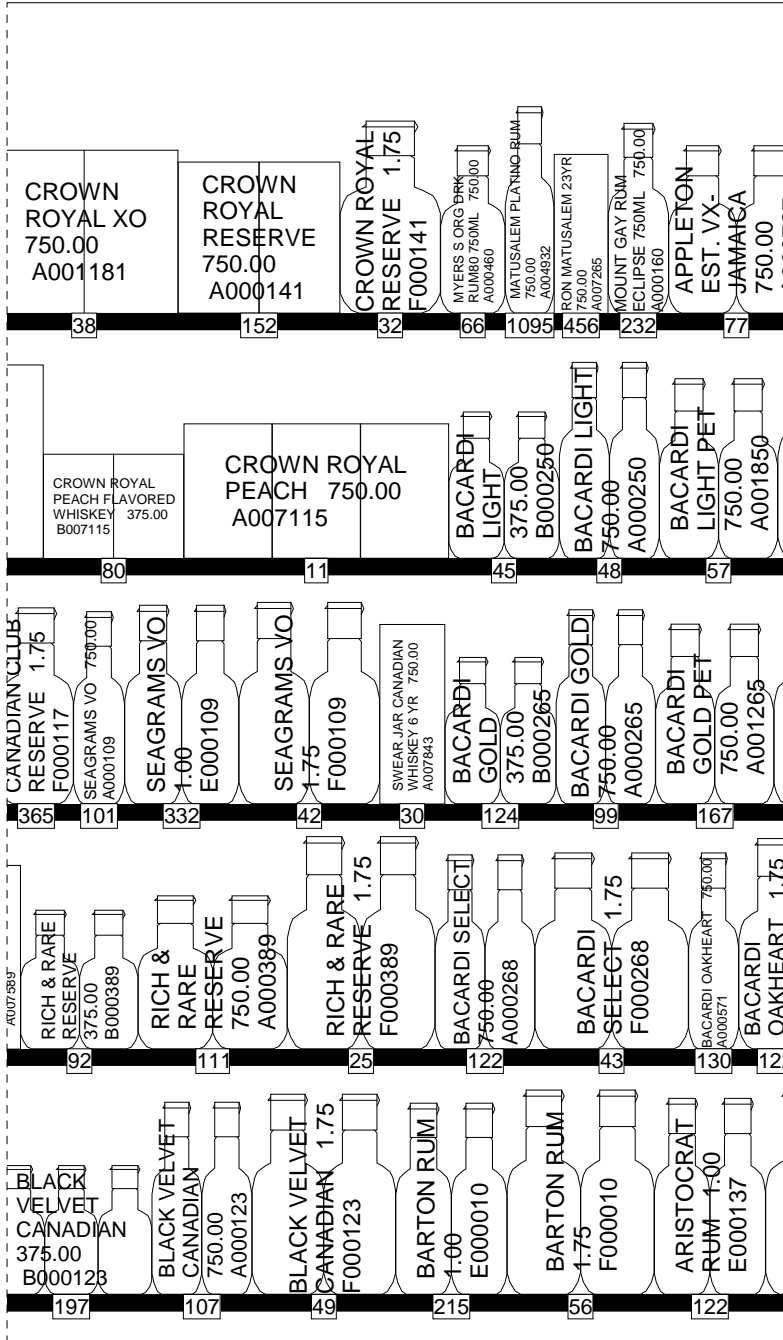 CROWN
ROYAL XO
750.00
A001181
CROWN
ROYAL
RESERVE
750.00
A000141
CROWN ROYAL
RESERVE 1.75
F000141
MYERS S ORG DRK
RUM80 750ML 750.00
A000460
MATUSALEM PLATINO RUM
750.00
A004932
RON MATUSALEM 23YR
750.00
A007265
MOUNT GAY RUM
ECLIPSE 750ML 750.00
A000160
APPLETON
EST. VX-
JAMAICA
750.00
38
152
32
66
1095
456
232
77
CROWN ROYAL
PEACH FLAVORED
WHISKEY 375.00
B007115
CROWN ROYAL
PEACH 750.00
A007115
BACARDI
LIGHT
375.00
B000250
BACARDI LIGHT
750.00
A000250
BACARDI
LIGHT PET
750.00
A001850
80
11
45
48
57
CANADIAN CLUB
RESERVE 1.75
F000117
SEAGRAMS VO 750.00
A000109
SEAGRAMS VO
1.00
E000109
SEAGRAMS VO
1.75
F000109
SWEAR JAR CANADIAN
WHISKEY 6 YR 750.00
A007843
BACARDI
GOLD
375.00
B000265
BACARDI GOLD
750.00
A000265
BACARDI
GOLD PET
750.00
A001265
365
101
332
42
30
124
99
167
A007589
RICH & RARE
RESERVE
375.00
B000389
RICH &
RARE
RESERVE
750.00
A000389
RICH & RARE
RESERVE 1.75
F000389
BACARDI SELECT
750.00
A000268
BACARDI
SELECT 1.75
F000268
BACARDI OAKHEART 750.00
A000571
BACARDI
OAKHEART 1.75
92
111
25
122
43
130
BLACK
VELVET
CANADIAN
375.00
B000123
BLACK VELVET
CANADIAN
750.00
A000123
BLACK VELVET
CANADIAN 1.75
F000123
BARTON RUM
1.00
E000010
BARTON RUM
1.75
F000010
ARISTOCRAT
RUM 1.00
E000137
197
107
49
215
56
122